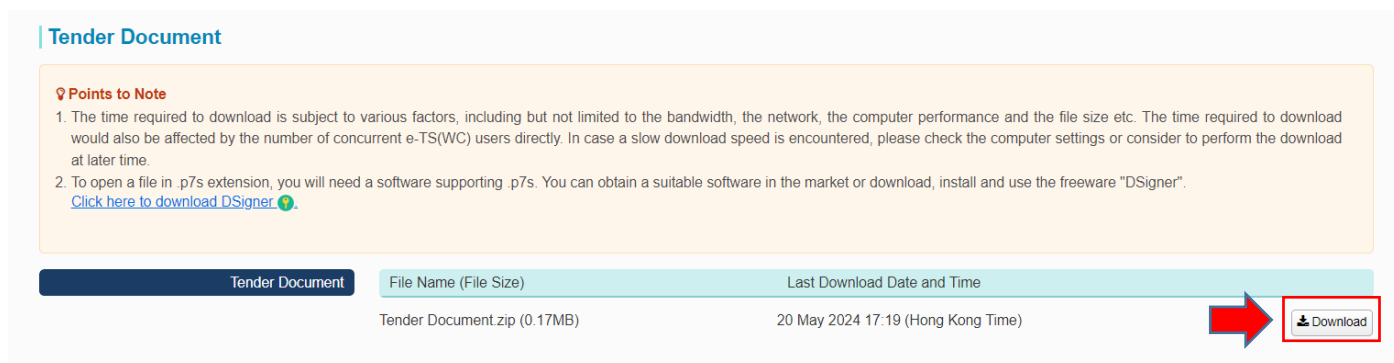 Tender Document
Points to Note
1. The time required to download is subject to various factors, including but not limited to the bandwidth, the network, the computer performance and the file size etc. The time required to download
would also be affected by the number of concurrent e-TS(WC) users directly. In case a slow download speed is encountered, please check the computer settings or consider to perform the download
at later time.
2. To open a file in .p7s extension, you will need a software supporting .p7s. You can obtain a suitable software in the market or download, install and use the freeware "DSigner".
Click here to download DSigner .
Tender Document File Name (File Size) Last Download Date and Time
Tender Document.zip (0.17MB) 20 May 2024 17:19 (Hong Kong Time) Download